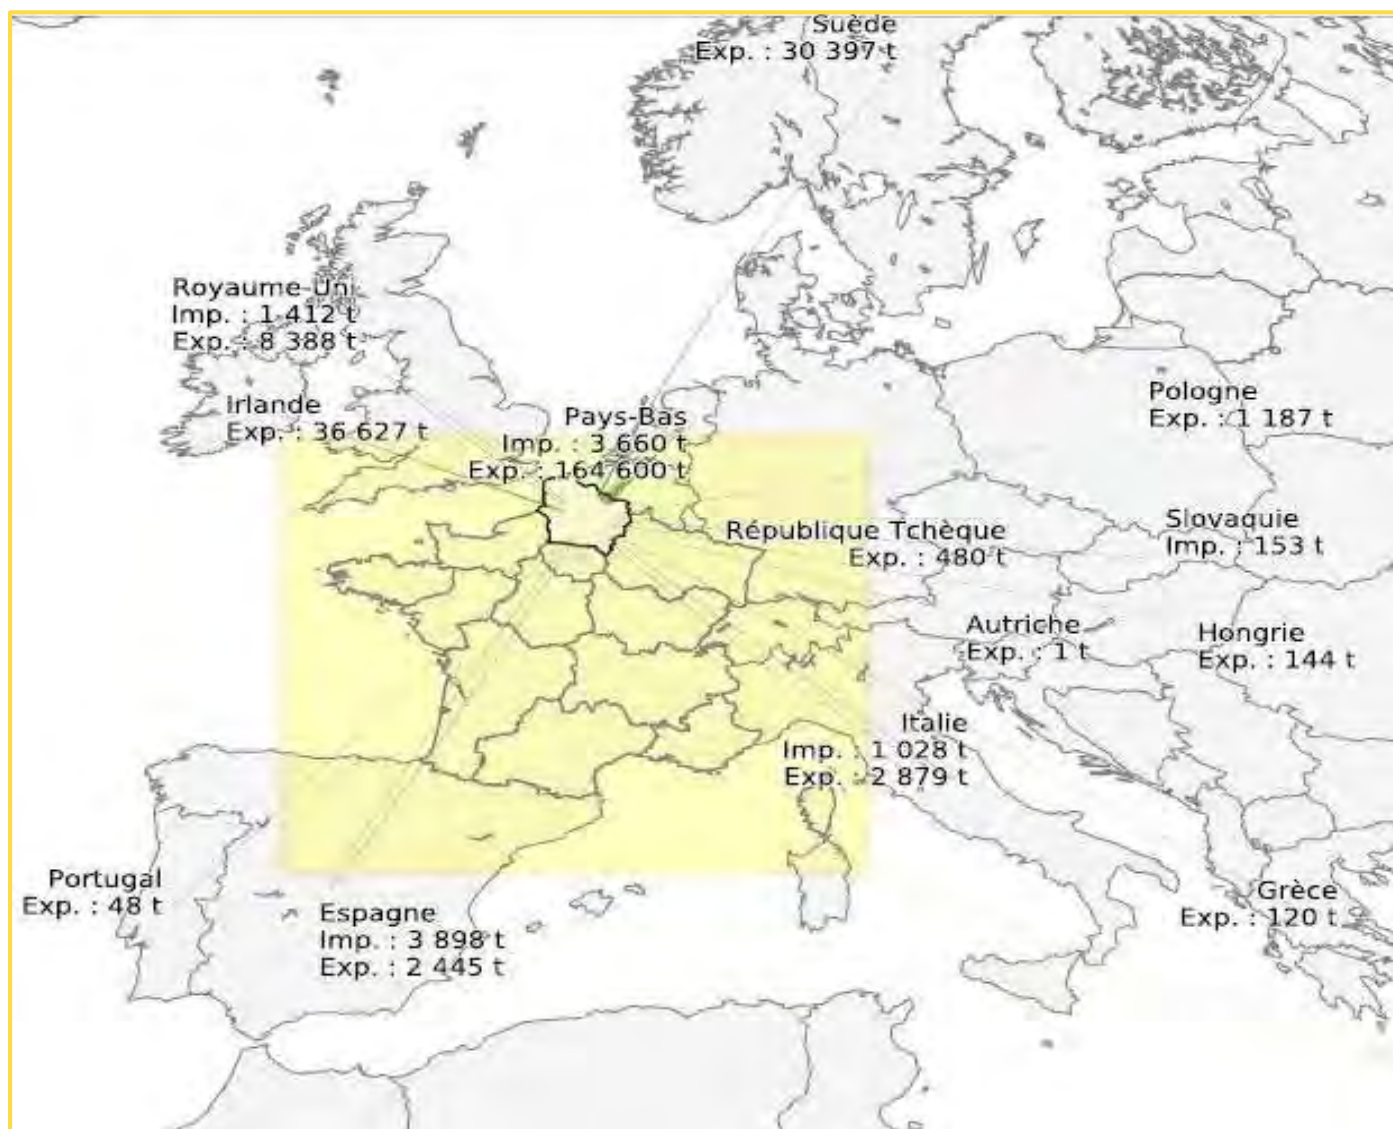 Suède
Exp. : 30 397 t
Royaume-Uni
Imp. : 1 412 t
Exp. : 8 388 t
Irlande
Exp. : 36 627 t
Pays-Bas
Imp. : 3 660 t
Exp. : 164 600 t
Pologne
Exp. : 1 187 t
République Tchèque
Exp. : 480 t
Slovaquie
Imp. : 153 t
Autriche
Exp. : 1 t
Hongrie
Exp. : 144 t
Italie
Imp. : 1 028 t
Exp. : 2 879 t
Portugal
Exp. : 48 t
Espagne
Imp. : 3 898 t
Exp. : 2 445 t
Grèce
Exp. : 120 t